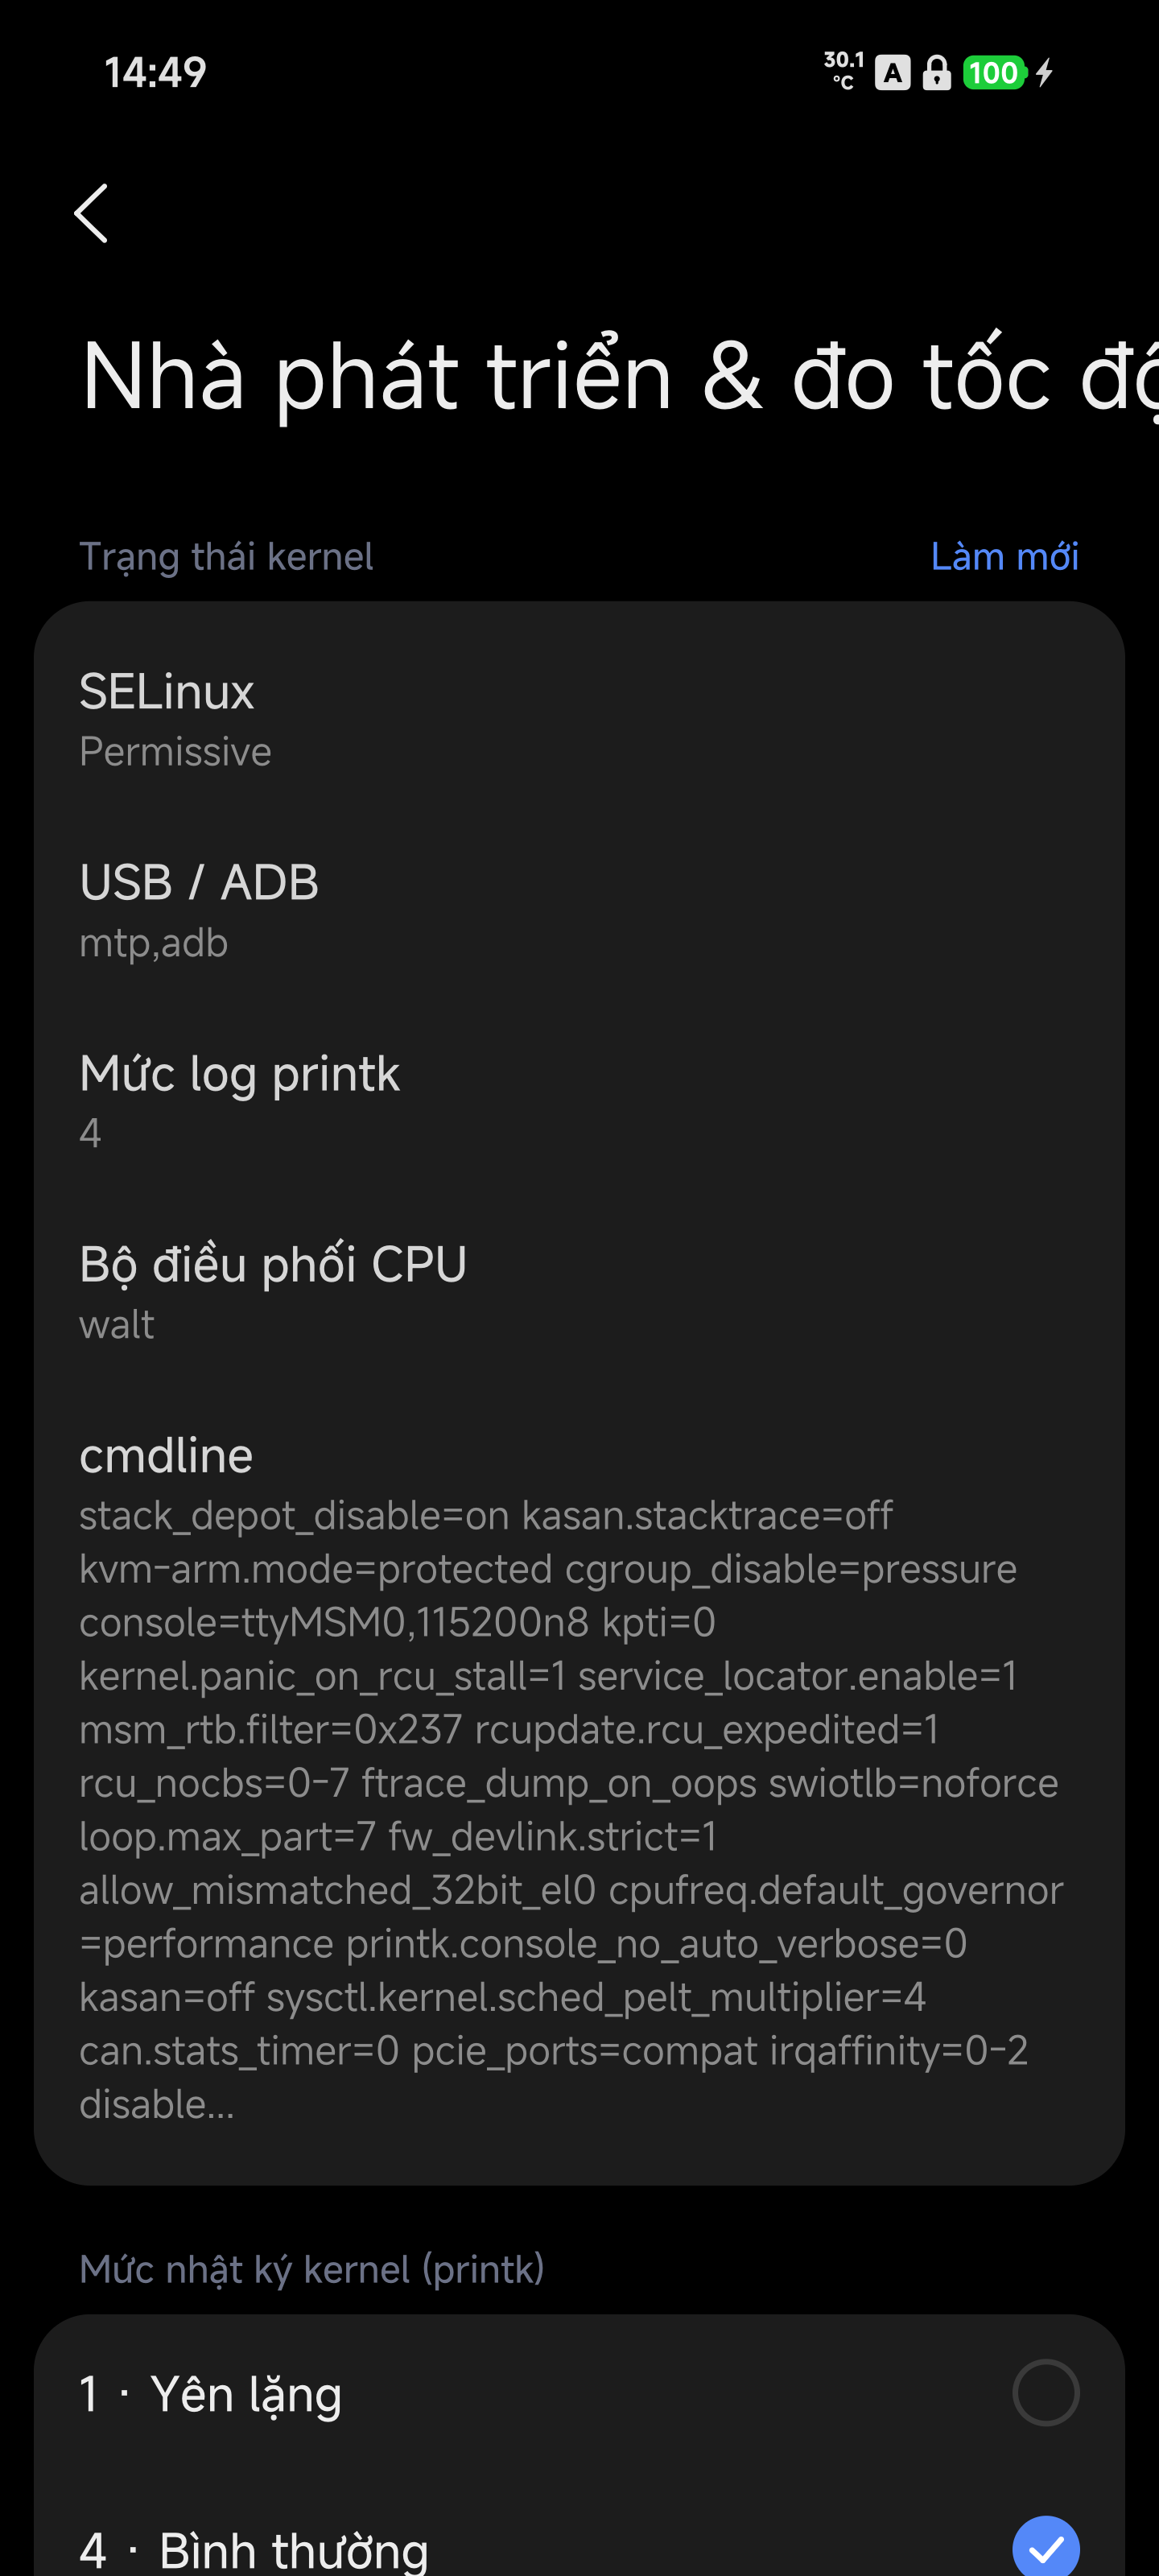 14:49
30.1
°C
A
100
Nhà phát triển & đo tốc độ
Trạng thái kernel
Làm mới
SELinux
Permissive
USB / ADB
mtp,adb
Mức log printk
4
Bộ điều phối CPU
walt
cmdline
stack_depot_disable=on kasan.stacktrace=off
kvm-arm.mode=protected cgroup_disable=pressure
console=ttyMSM0,115200n8 kpti=0
kernel.panic_on_rcu_stall=1 service_locator.enable=1
msm_rtb.filter=0x237 rcupdate.rcu_expedited=1
rcu_nocbs=0-7 ftrace_dump_on_oops swiotlb=noforce
loop.max_part=7 fw_devlink.strict=1
allow_mismatched_32bit_el0 cpufreq.default_governor
=performance printk.console_no_auto_verbose=0
kasan=off sysctl.kernel.sched_pelt_multiplier=4
can.stats_timer=0 pcie_ports=compat irqaffinity=0-2
disable...
Mức nhật ký kernel (printk)
1 · Yên lặng
4 · Bình thường